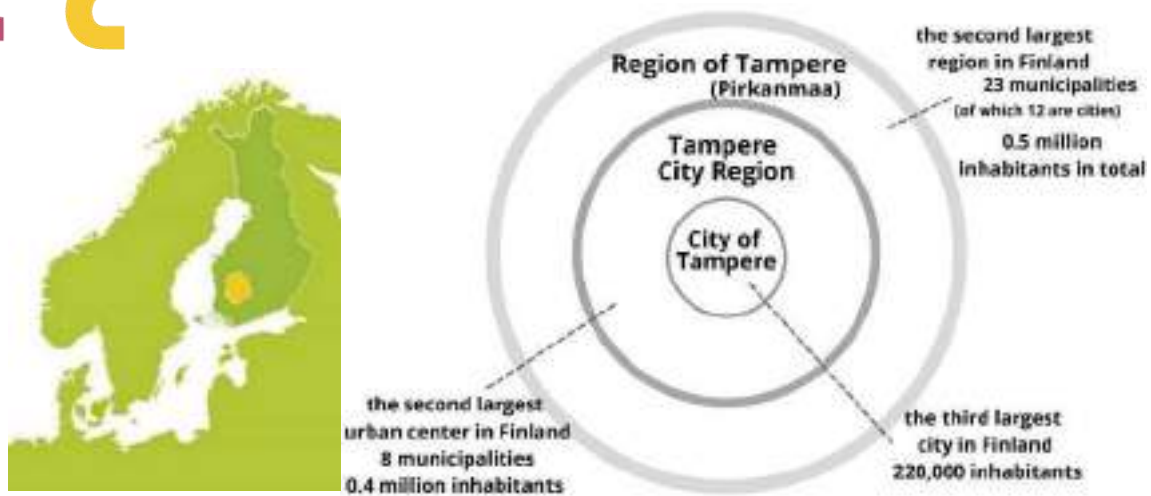 Region of Tampere
(Pirkanmaa)
the second largest
region in Finland
23 municipalities
(of which 12 are cities)
0.5 million
inhabitants in total
Tampere
City Region
City of
Tampere
the second largest
urban center in Finland
8 municipalities
0.4 million inhabitants
the third largest
city in Finland
220,000 inhabitants